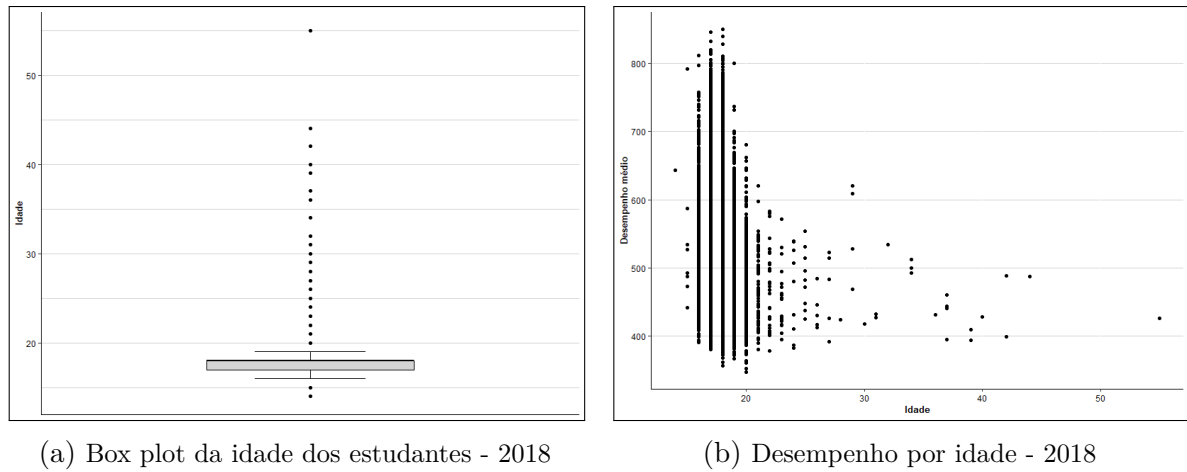 50
40
30
20
Idade
800
700
600
500
400
Desempenho médio
20
30
40
50
Idade
(a) Box plot da idade dos estudantes - 2018
(b) Desempenho por idade - 2018